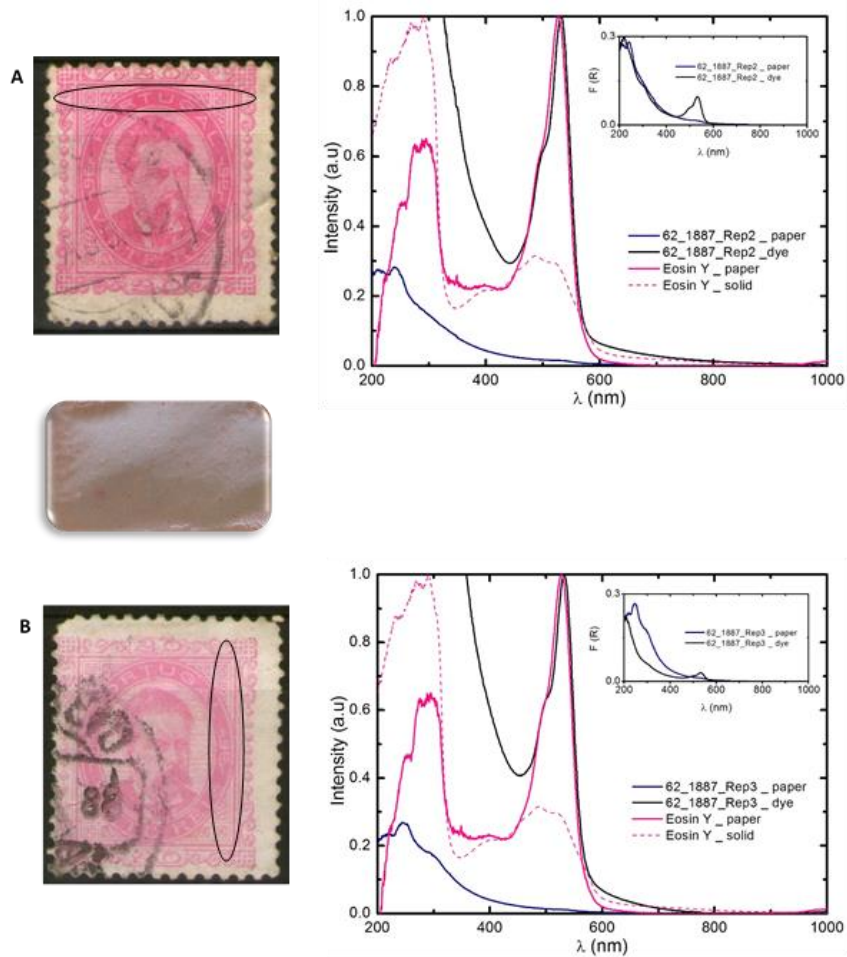 A
1.0
0.8
0.6
0.4
0.2
0.0
Intensity (a.u)
200 400 600 800 1000
λ (nm)
62_1887_Rep2 _ paper
62_1887_Rep2 _dye
Eosin Y _ paper
Eosin Y _ solid
0.3
0.0
F (R)
200 400 600 800 1000
λ (nm)
62_1887_Rep2 _ paper
62_1887_Rep2 _ dye
B
88
1.0
0.8
0.6
0.4
0.2
0.0
Intensity (a.u)
200 400 600 800 1000
λ (nm)
62_1887_Rep3 _ paper
62_1887_Rep3 _ dye
Eosin Y _ paper
Eosin Y _ solid
0.3
0.0
F (R)
200 400 600 800 1000
λ (nm)
62_1887_Rep3 _ paper
62_1887_Rep3 _ dye